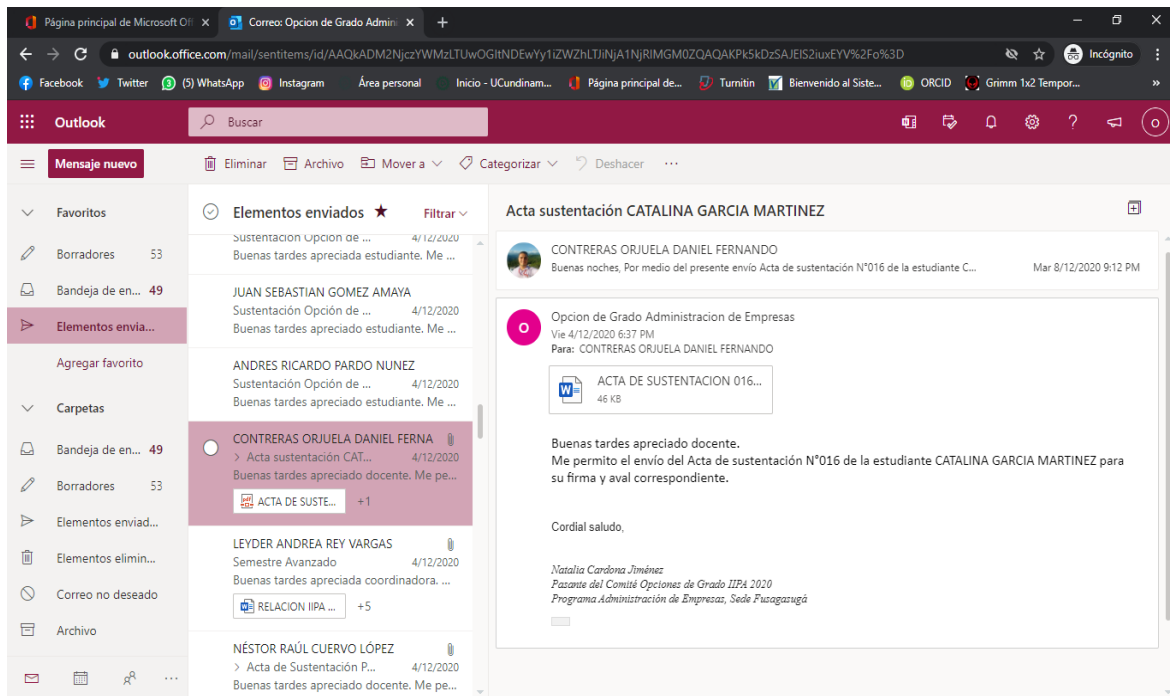 Página principal de Microsoft Off
Correo: Opcion de Grado Admini
outlook.office.com/mail/sentitems/id/AAQkADM2NjczYWMzLTUwOGItNDEwYy1iZWZhLTJiNjA1NjRlMGM0ZQAQAKPk5kDzSAJEIS2iuxEYV%2Fo%3D
Incógnito
Facebook
Twitter
(5) WhatsApp
Instagram
Área personal
Inicio - UCundinam...
Página principal de...
Turnitin
Bienvenido al Siste...
ORCID
Grimm 1x2 Tempor...
»
Outlook
Buscar
O
Mensaje nuevo
Eliminar
Archivo
Mover a
Categorizar
Deshacer
...
Favoritos
Borradores 53
Bandeja de en... 49
Elementos envia...
Agregar favorito
Carpetas
Bandeja de en... 49
Borradores 53
Elementos enviad...
Elementos elimin...
Correo no deseado
Archivo
Elementos enviados ★ Filtrar
Sustentación Opción de ... 4/12/2020
Buenas tardes apreciada estudiante. Me ...
JUAN SEBASTIAN GOMEZ AMAYA
Sustentación Opción de ... 4/12/2020
Buenas tardes apreciado estudiante. Me ...
ANDRES RICARDO PARDO NUNEZ
Sustentación Opción de ... 4/12/2020
Buenas tardes apreciado estudiante. Me ...
CONTRERAS ORJUELA DANIEL FERNA
> Acta sustentación CAT... 4/12/2020
Buenas tardes apreciado docente. Me pe...
ACTA DE SUSTE... +1
LEYDER ANDREA REY VARGAS
Semestre Avanzado 4/12/2020
Buenas tardes apreciada coordinadora. ...
RELACION IIPA ... +5
NÉSTOR RAÚL CUERVO LÓPEZ
> Acta de Sustentación P... 4/12/2020
Buenas tardes apreciado docente. Me pe...
Acta sustentación CATALINA GARCIA MARTINEZ
CONTRERAS ORJUELA DANIEL FERNANDO
Buenas noches, Por medio del presente envío Acta de sustentación N°016 de la estudiante C... Mar 8/12/2020 9:12 PM
O
Opcion de Grado Administracion de Empresas
Vie 4/12/2020 6:37 PM
Para: CONTRERAS ORJUELA DANIEL FERNANDO
ACTA DE SUSTENTACION 016...
46 KB
Buenas tardes apreciado docente.
Me permito el envío del Acta de sustentación N°016 de la estudiante CATALINA GARCIA MARTINEZ para
su firma y aval correspondiente.
Cordial saludo,
Natalia Cardona Jiménez
Pasante del Comité Opciones de Grado IIPA 2020
Programa Administración de Empresas, Sede Fusagasugà